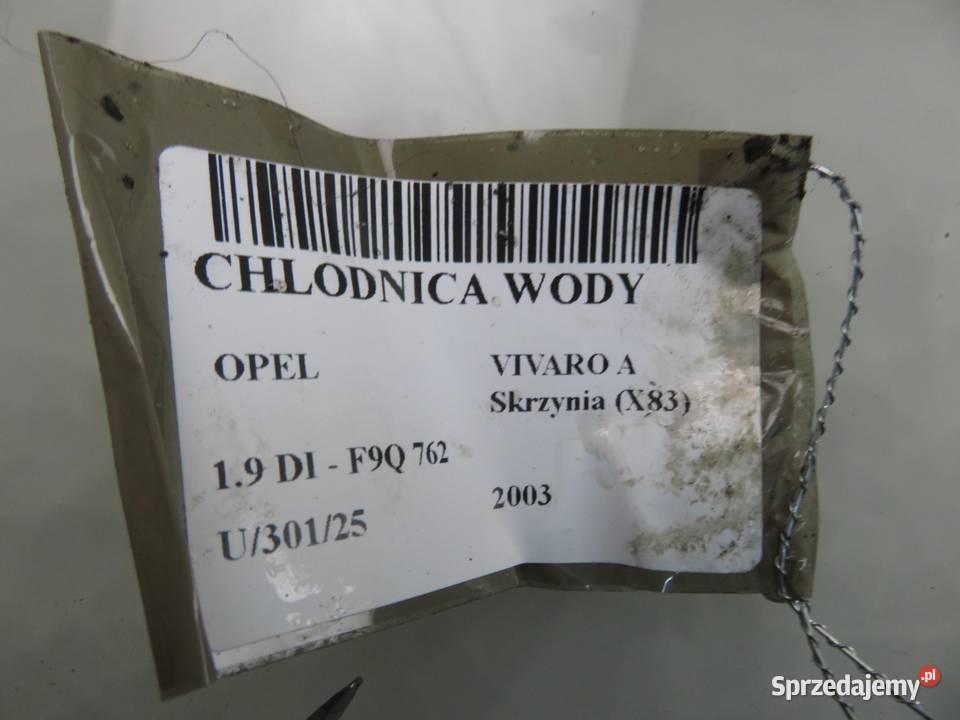 CHLODNICA WODY
OPEL
VIVARO A
Skrzynia (X83)
1.9 DI - F9Q 762
2003
U/301/25
Sprzedajemy.pl